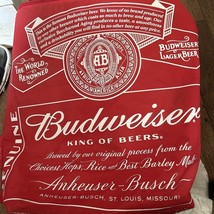 This is the famous Budweiser beer. We know of no
brand produced by any other brewer which
costs so much to brew and age. Our
exclusive Beechwood Aging produces a taste, a smoothness
and a drinkability you will find in no other beer at any price.
THE WORLD
RENOWNED
AB
BUDWEISER
LAGER BEER
Budweiser
KING OF BEERS
Brewed by our original process from the
Choicest Hops, Rice and Best Barley Malt
Anheuser-Busch
ANHEUSER-BUSCH, ST. LOUIS, MISSOURI
GENUINE